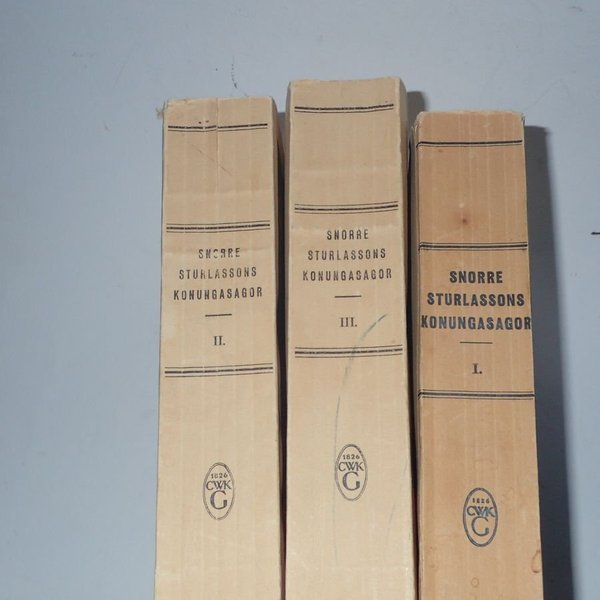 SNORRE
STURLASSONS
KONUNGASAGOR
II.
1826
CWK
G
SNORRE
STURLASSONS
KONUNGASAGOR
III.
1826
CWK
G
SNORRE
STURLASSONS
KONUNGASAGOR
I.
1826
CWK
G